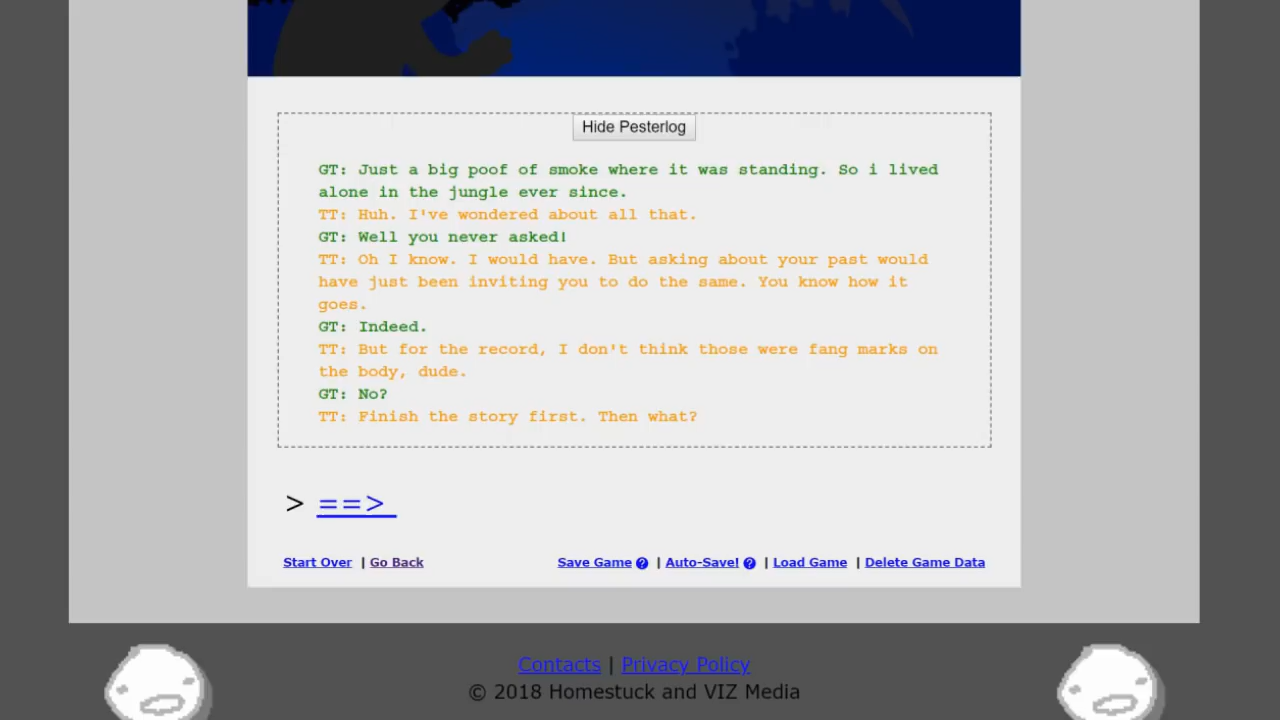 Hide Pesterlog
GT: Just a big poof of smoke where it was standing. So i lived
alone in the jungle ever since.
TT: Huh. I've wondered about all that.
GT: Well you never asked!
TT: Oh I know. I would have. But asking about your past would
have just been inviting you to do the same. You know how it
goes.
GT: Indeed.
TT: But for the record, I don't think those were fang marks on
the body, dude.
GT: No?
TT: Finish the story first. Then what?
> ==>
Start Over | Go Back Save Game ? | Auto-Save! ? | Load Game | Delete Game Data
Contacts | Privacy Policy
© 2018 Homestuck and VIZ Media